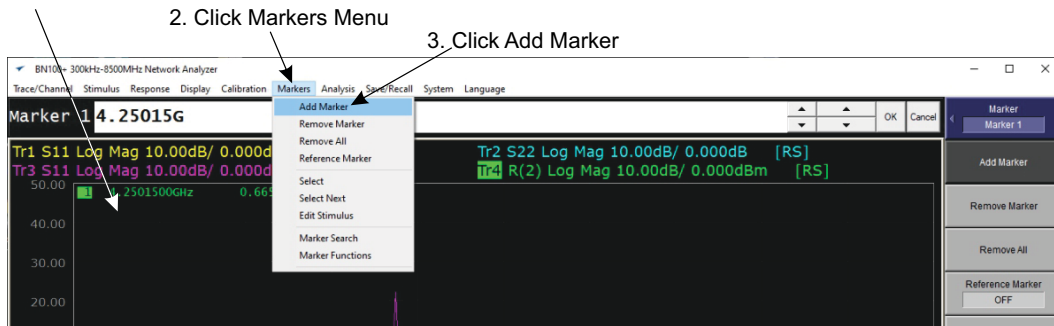 2. Click Markers Menu
3. Click Add Marker
BN100+ 300kHz-8500MHz Network Analyzer
Trace/Channel Stimulus Response Display Calibration Markers Analysis Save/Recall System Language
Marker 1 4.25015G OK Cancel
Marker
Marker 1
Add Marker
Remove Marker
Remove All
Reference Marker
Select
Select Next
Edit Stimulus
Marker Search
Marker Functions
Tr1 S11 Log Mag 10.00dB/ 0.000d
Tr2 S22 Log Mag 10.00dB/ 0.000dB [RS]
Tr3 S11 Log Mag 10.00dB/ 0.000d
Tr4 R(2) Log Mag 10.00dB/ 0.000dBm [RS]
50.00
1 4.2501500GHz 0.665
40.00
30.00
20.00
Add Marker
Remove Marker
Remove All
Reference Marker
OFF